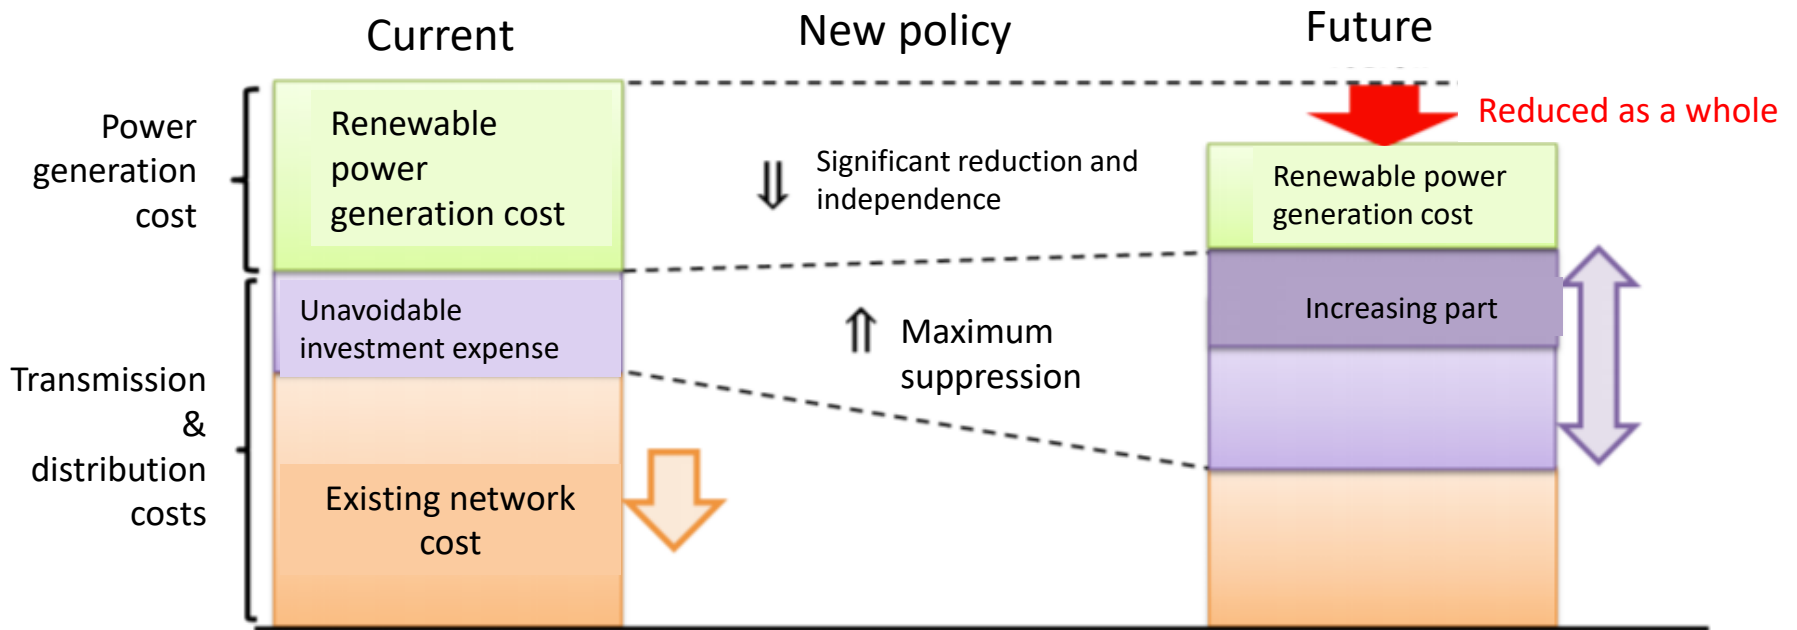 Current
New policy
Future
Power
generation
cost
Renewable
power
generation cost
Significant reduction and
independence
Reduced as a whole
Renewable power
generation cost
Transmission
&
distribution
costs
Unavoidable
investment expense
Maximum
suppression
Increasing part
Existing network
cost